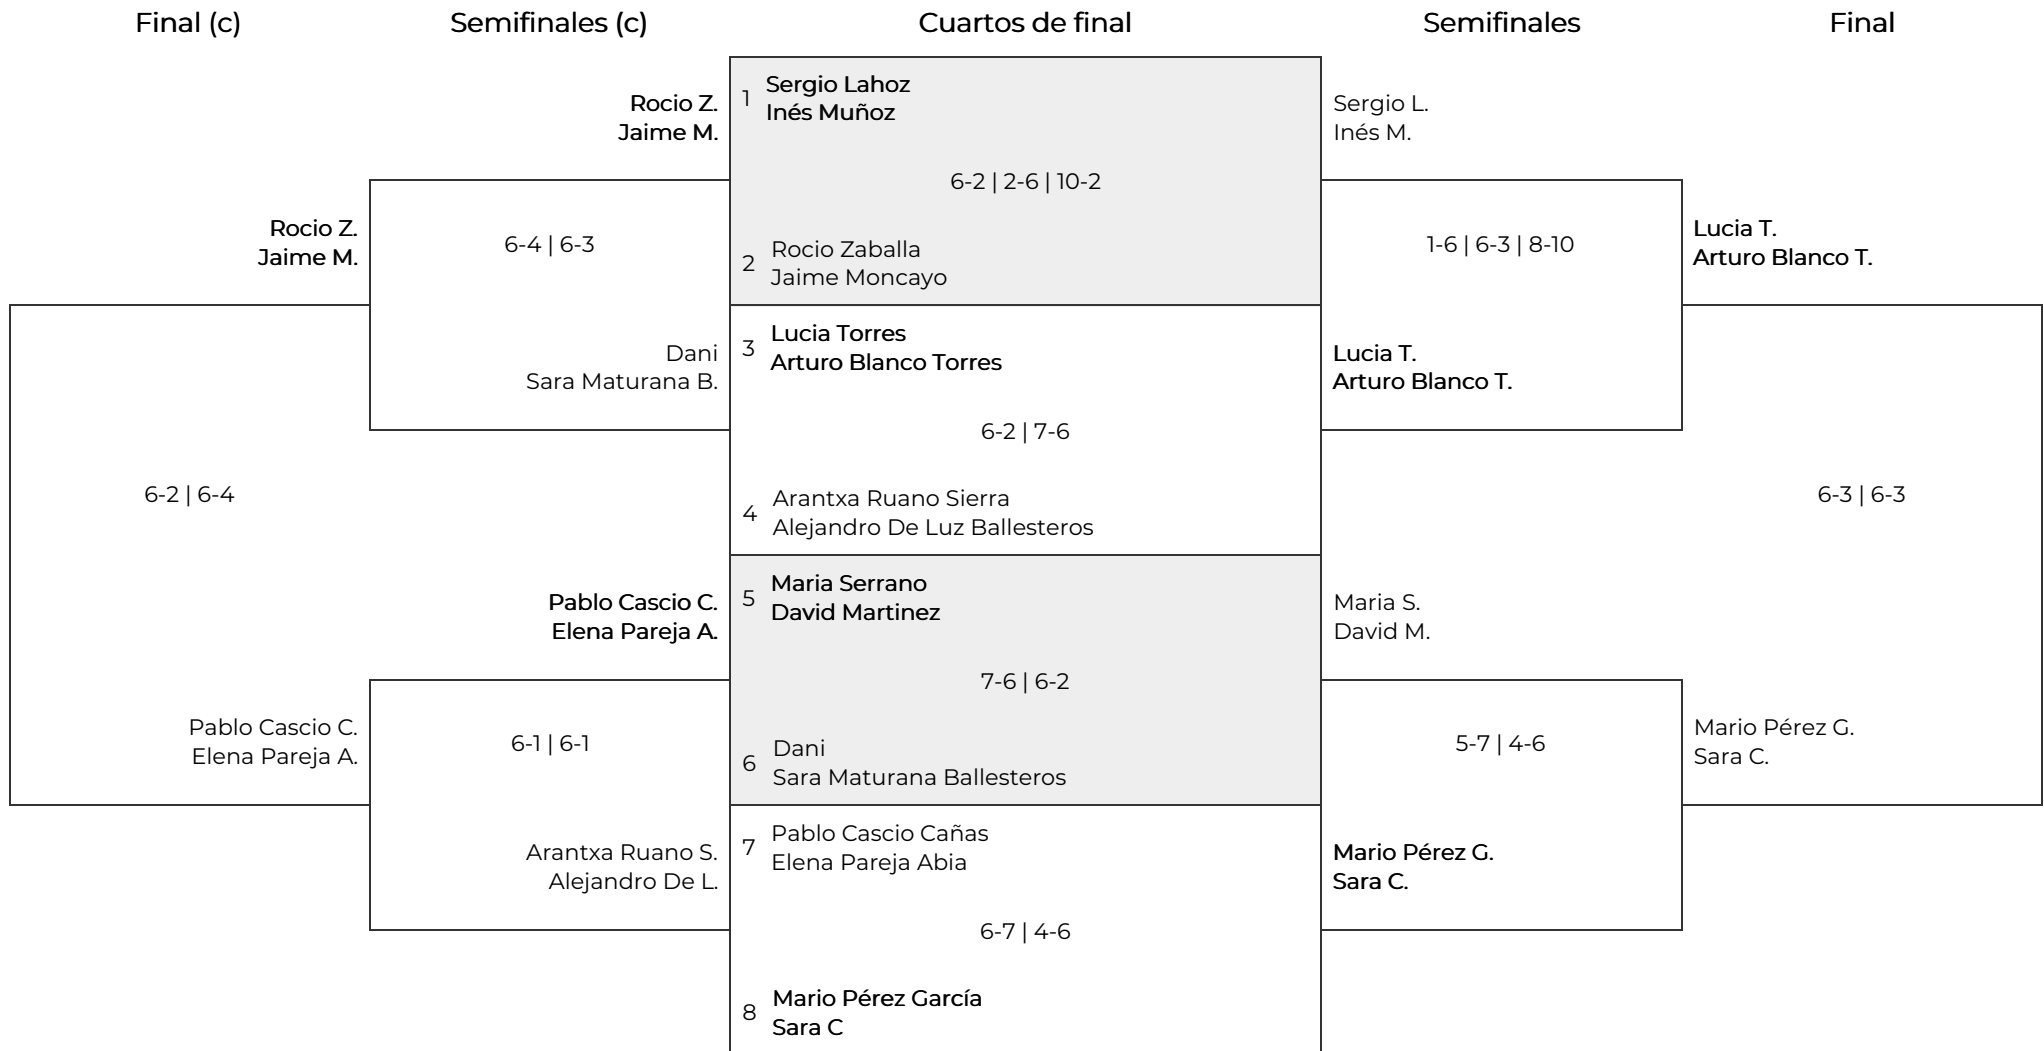 Final (c)
Semifinales (c)
Cuartos de final
Semifinales
Final
Rocio Z.
Jaime M.
6-2 | 6-4
Pablo Cascio C.
Elena Pareja A.
Rocio Z.
Jaime M.
6-4 | 6-3
Dani
Sara Maturana B.
Pablo Cascio C.
Elena Pareja A.
6-1 | 6-1
Arantxa Ruano S.
Alejandro De L.
1 Sergio Lahoz
Inés Muñoz
6-2 | 2-6 | 10-2
2 Rocio Zaballa
Jaime Moncayo
3 Lucia Torres
Arturo Blanco Torres
6-2 | 7-6
4 Arantxa Ruano Sierra
Alejandro De Luz Ballesteros
5 Maria Serrano
David Martinez
7-6 | 6-2
6 Dani
Sara Maturana Ballesteros
7 Pablo Cascio Cañas
Elena Pareja Abia
6-7 | 4-6
8 Mario Pérez García
Sara C
Sergio L.
Inés M.
1-6 | 6-3 | 8-10
Lucia T.
Arturo Blanco T.
Maria S.
David M.
5-7 | 4-6
Mario Pérez G.
Sara C.
Lucia T.
Arturo Blanco T.
6-3 | 6-3
Mario Pérez G.
Sara C.